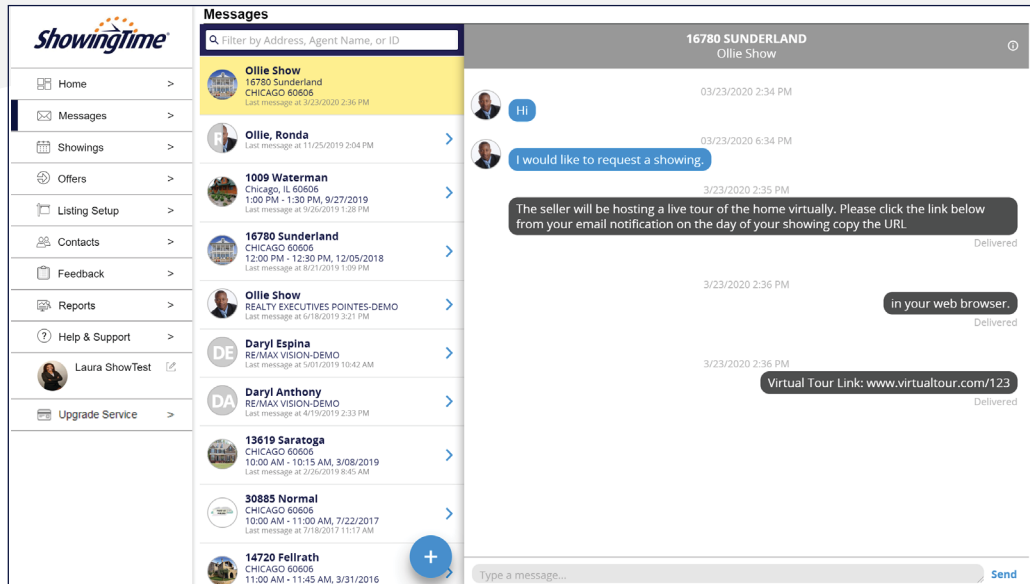 ShowingTime®
Home >
Messages >
Showings >
Offers >
Listing Setup >
Contacts >
Feedback >
Reports >
? Help & Support >
Laura ShowTest
Upgrade Service >
Messages
Filter by Address, Agent Name, or ID
Ollie Show
16780 Sunderland
CHICAGO 60606
Last message at 3/23/2020 2:36 PM
R
Ollie, Ronda
Last message at 11/25/2019 2:04 PM
1009 Waterman
Chicago, IL 60606
1:00 PM - 1:30 PM, 9/27/2019
Last message at 9/26/2019 1:28 PM
16780 Sunderland
CHICAGO 60606
12:00 PM - 12:30 PM, 12/05/2018
Last message at 8/21/2019 1:09 PM
Ollie Show
REALTY EXECUTIVES POINTES-DEMO
Last message at 6/18/2019 3:21 PM
DE
Daryl Espina
RE/MAX VISION-DEMO
Last message at 5/01/2019 10:42 AM
DA
Daryl Anthony
RE/MAX VISION-DEMO
Last message at 4/19/2019 2:33 PM
13619 Saratoga
CHICAGO 60606
10:00 AM - 10:15 AM, 3/08/2019
Last message at 2/26/2019 8:45 AM
30885 Normal
CHICAGO 60606
10:00 AM - 11:00 AM, 7/22/2017
Last message at 7/18/2017 11:17 AM
14720 Fellrath
CHICAGO 60606
11:00 AM - 11:45 AM, 3/31/2016
+
16780 SUNDERLAND
Ollie Show
03/23/2020 2:34 PM
Hi
03/23/2020 6:34 PM
I would like to request a showing.
3/23/2020 2:35 PM
The seller will be hosting a live tour of the home virtually. Please click the link below
from your email notification on the day of your showing copy the URL
Delivered
3/23/2020 2:36 PM
in your web browser.
Delivered
3/23/2020 2:36 PM
Virtual Tour Link: www.virtualtour.com/123
Delivered
Type a message...
Send